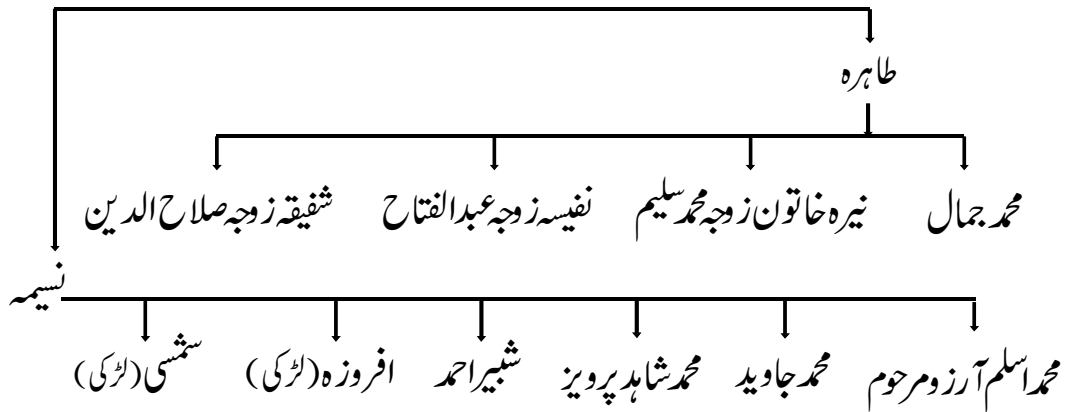 طاہرہ
محمد جمال نیرہ خاتون زوجہ محمد سلیم نفیسہ زوجہ عبدالفتاح شفیقہ زوجہ صلاح الدین
نسیمہ
محمد اسلم آرزو مرحوم محمد جاوید محمد شاہد پرویز شبیر احمد افروزہ (لڑکی) شمسی (لڑکی)